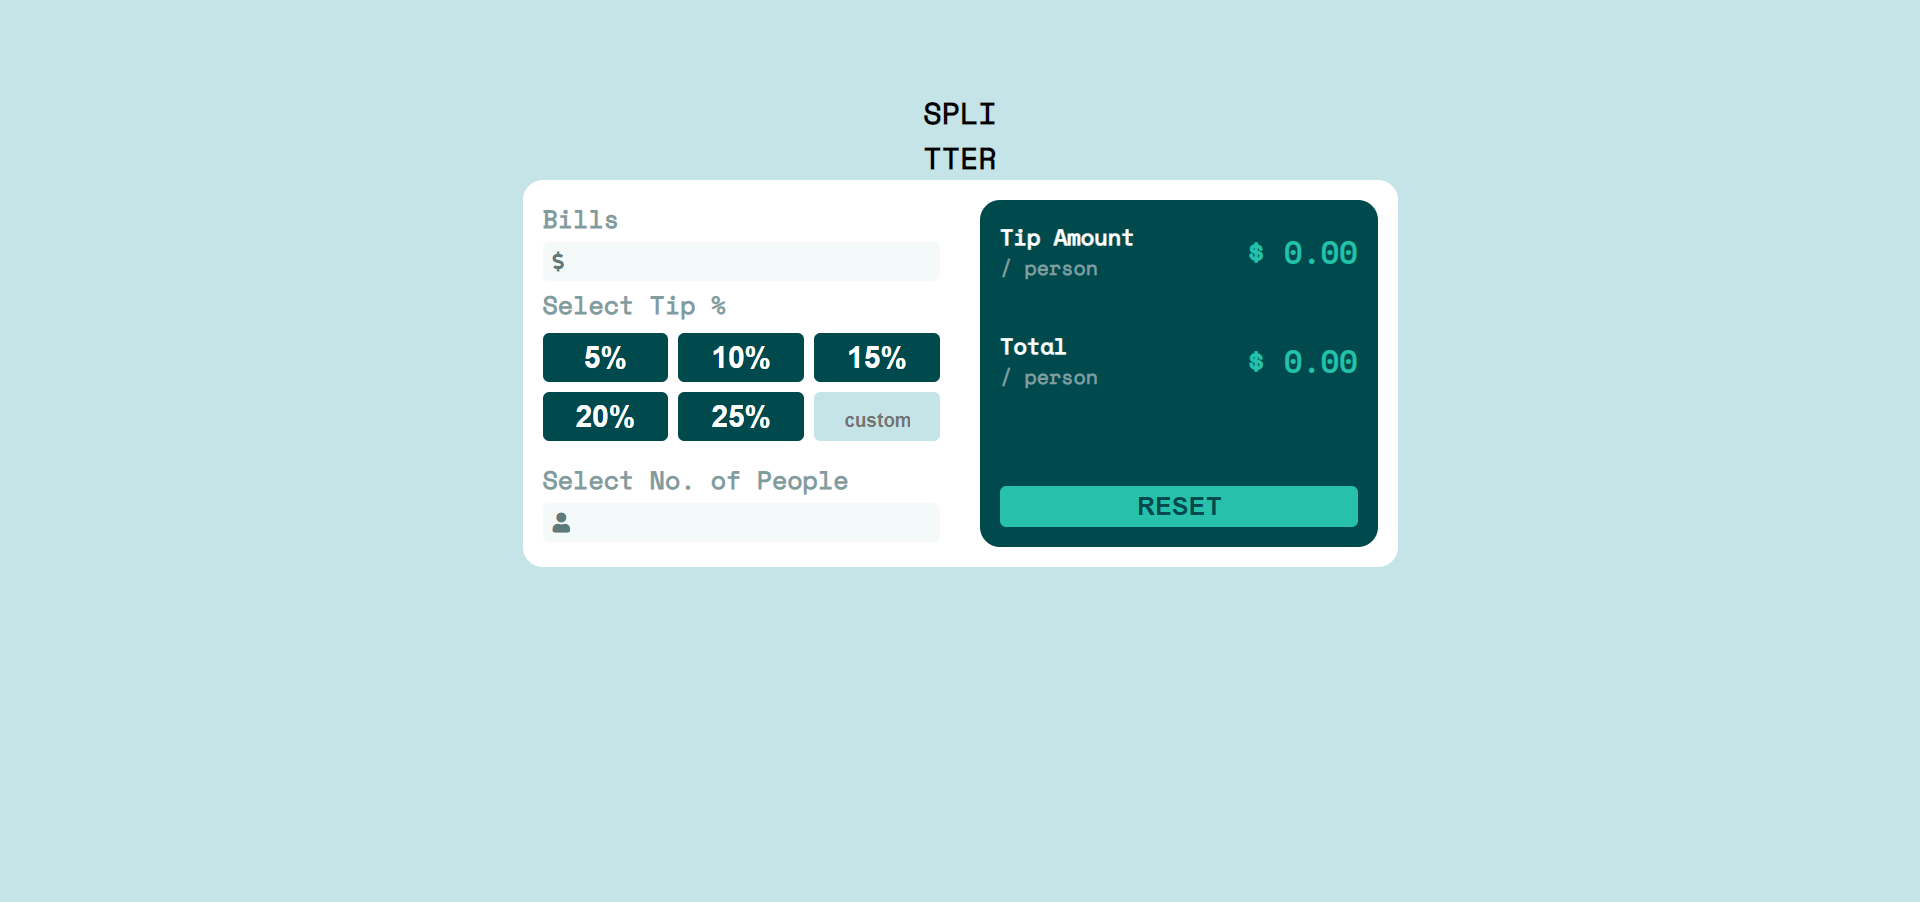 SPLI
TTER
Bills
$
Select Tip %
5% 10% 15%
20% 25% custom
Select No. of People
Tip Amount
/ person
$ 0.00
Total
/ person
$ 0.00
RESET